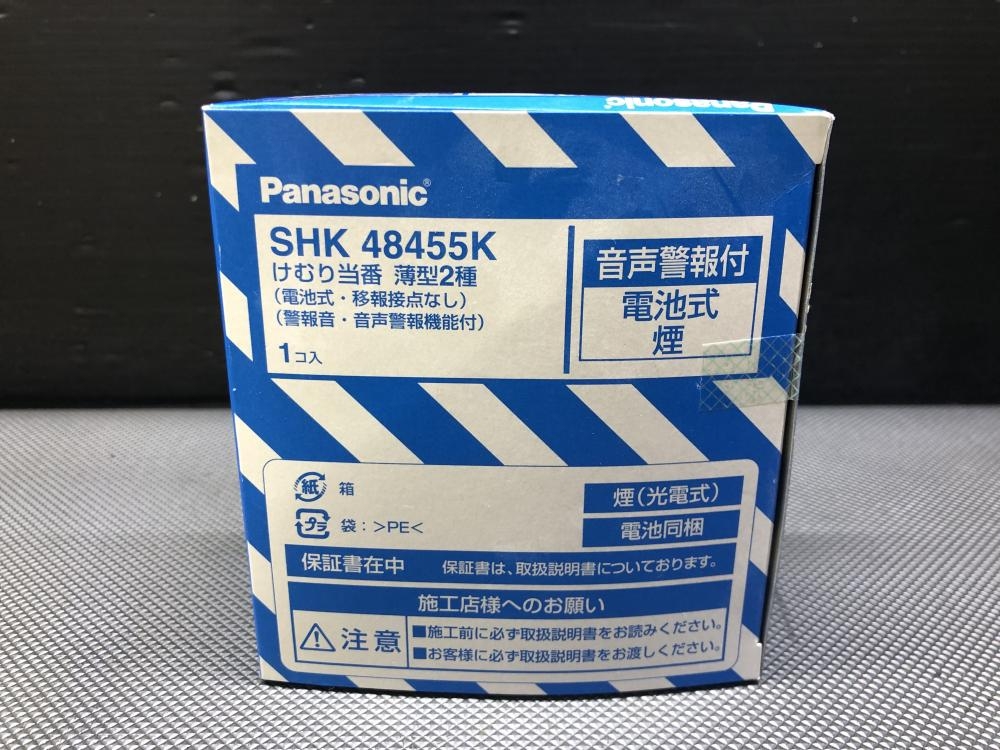 Panasonic
Panasonic®
SHK 48455K
けむり当番 薄型2種
(電池式・移報接点なし)
(警報音・音声警報機能付)
1コ入
音声警報付
電池式
煙
紙 箱
プラ 袋:>PE<
煙(光電式)
電池同梱
保証書在中 保証書は、取扱説明書についております。
施工店様へのお願い
注意
■施工前に必ず取扱説明書をお読みください。
■お客様に必ず取扱説明書をお渡しください。